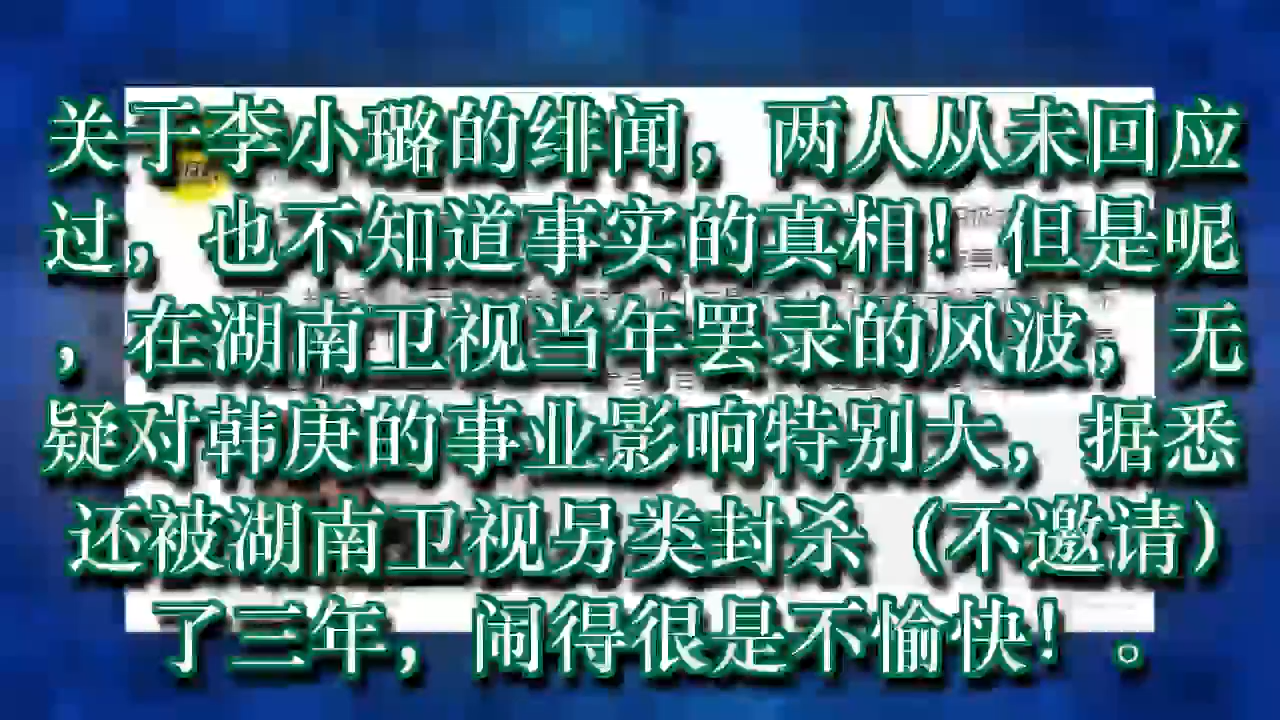 关于李小璐的绯闻，两人从未回应
过，也不知道事实的真相！但是呢
，在湖南卫视当年罢录的风波，无
疑对韩庚的事业影响特别大，据悉
还被湖南卫视另类封杀（不邀请）
了三年，闹得很是不愉快！。